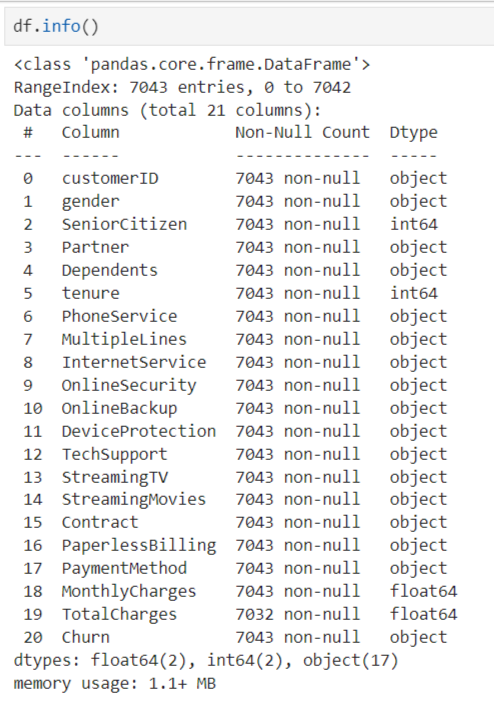 df.info()
<class 'pandas.core.frame.DataFrame'>
RangeIndex: 7043 entries, 0 to 7042
Data columns (total 21 columns):
 #   Column            Non-Null Count  Dtype
---  ------            --------------  -----
 0   customerID        7043 non-null   object
 1   gender            7043 non-null   object
 2   SeniorCitizen     7043 non-null   int64
 3   Partner           7043 non-null   object
 4   Dependents        7043 non-null   object
 5   tenure            7043 non-null   int64
 6   PhoneService      7043 non-null   object
 7   MultipleLines     7043 non-null   object
 8   InternetService   7043 non-null   object
 9   OnlineSecurity    7043 non-null   object
 10  OnlineBackup      7043 non-null   object
 11  DeviceProtection  7043 non-null   object
 12  TechSupport       7043 non-null   object
 13  StreamingTV       7043 non-null   object
 14  StreamingMovies   7043 non-null   object
 15  Contract          7043 non-null   object
 16  PaperlessBilling  7043 non-null   object
 17  PaymentMethod     7043 non-null   object
 18  MonthlyCharges    7043 non-null   float64
 19  TotalCharges      7032 non-null   float64
 20  Churn             7043 non-null   object
dtypes: float64(2), int64(2), object(17)
memory usage: 1.1+ MB